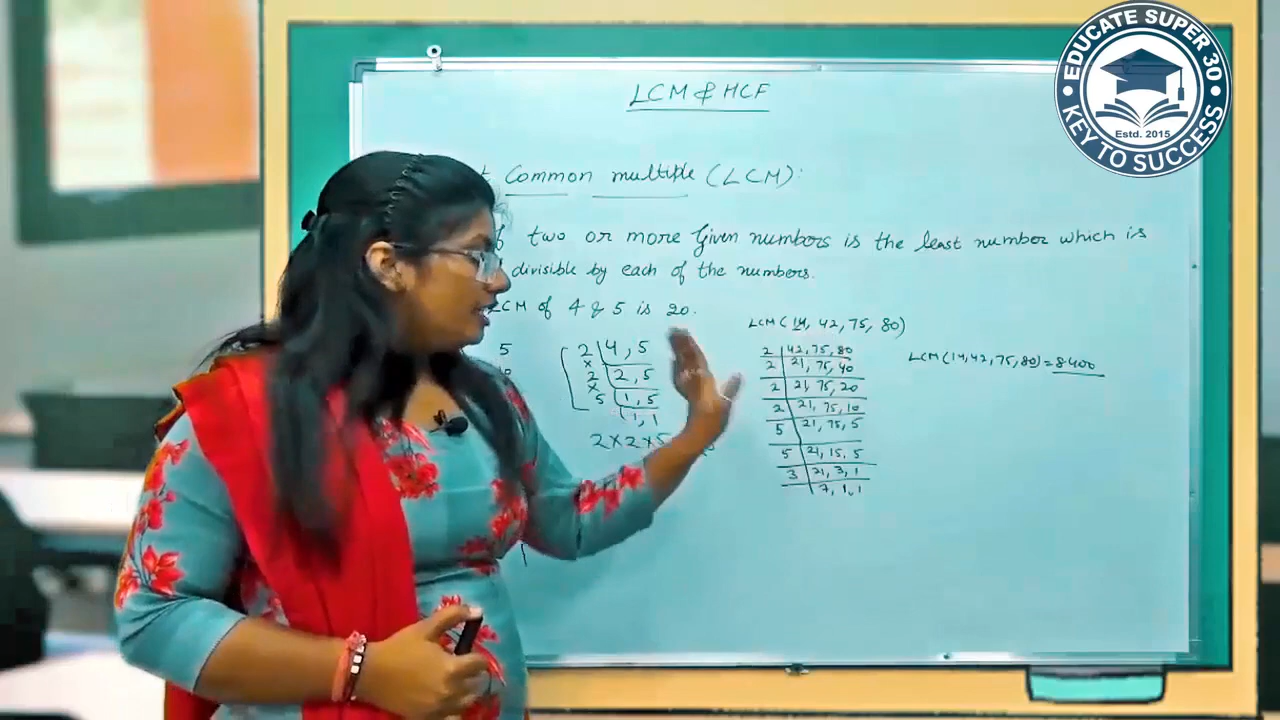 EDUCATE SUPER 30
Estd. 2015
KEY TO SUCCESS
LCM & HCF
Common multiple (LCM):
two or more Given numbers is the least number which is
divisible by each of the numbers.
LCM of 4 & 5 is 20.
5
2 4, 5
×
2 2, 5
×
5 1, 5
1, 1
2×2×5
LCM (14, 42, 75, 80)
2 42, 75, 80
2 21, 75, 40
2 21, 75, 20
2 21, 75, 10
5 21, 75, 5
5 21, 15, 5
3 21, 3, 1
7, 1, 1
LCM (14,42,75,80) = 8400
1